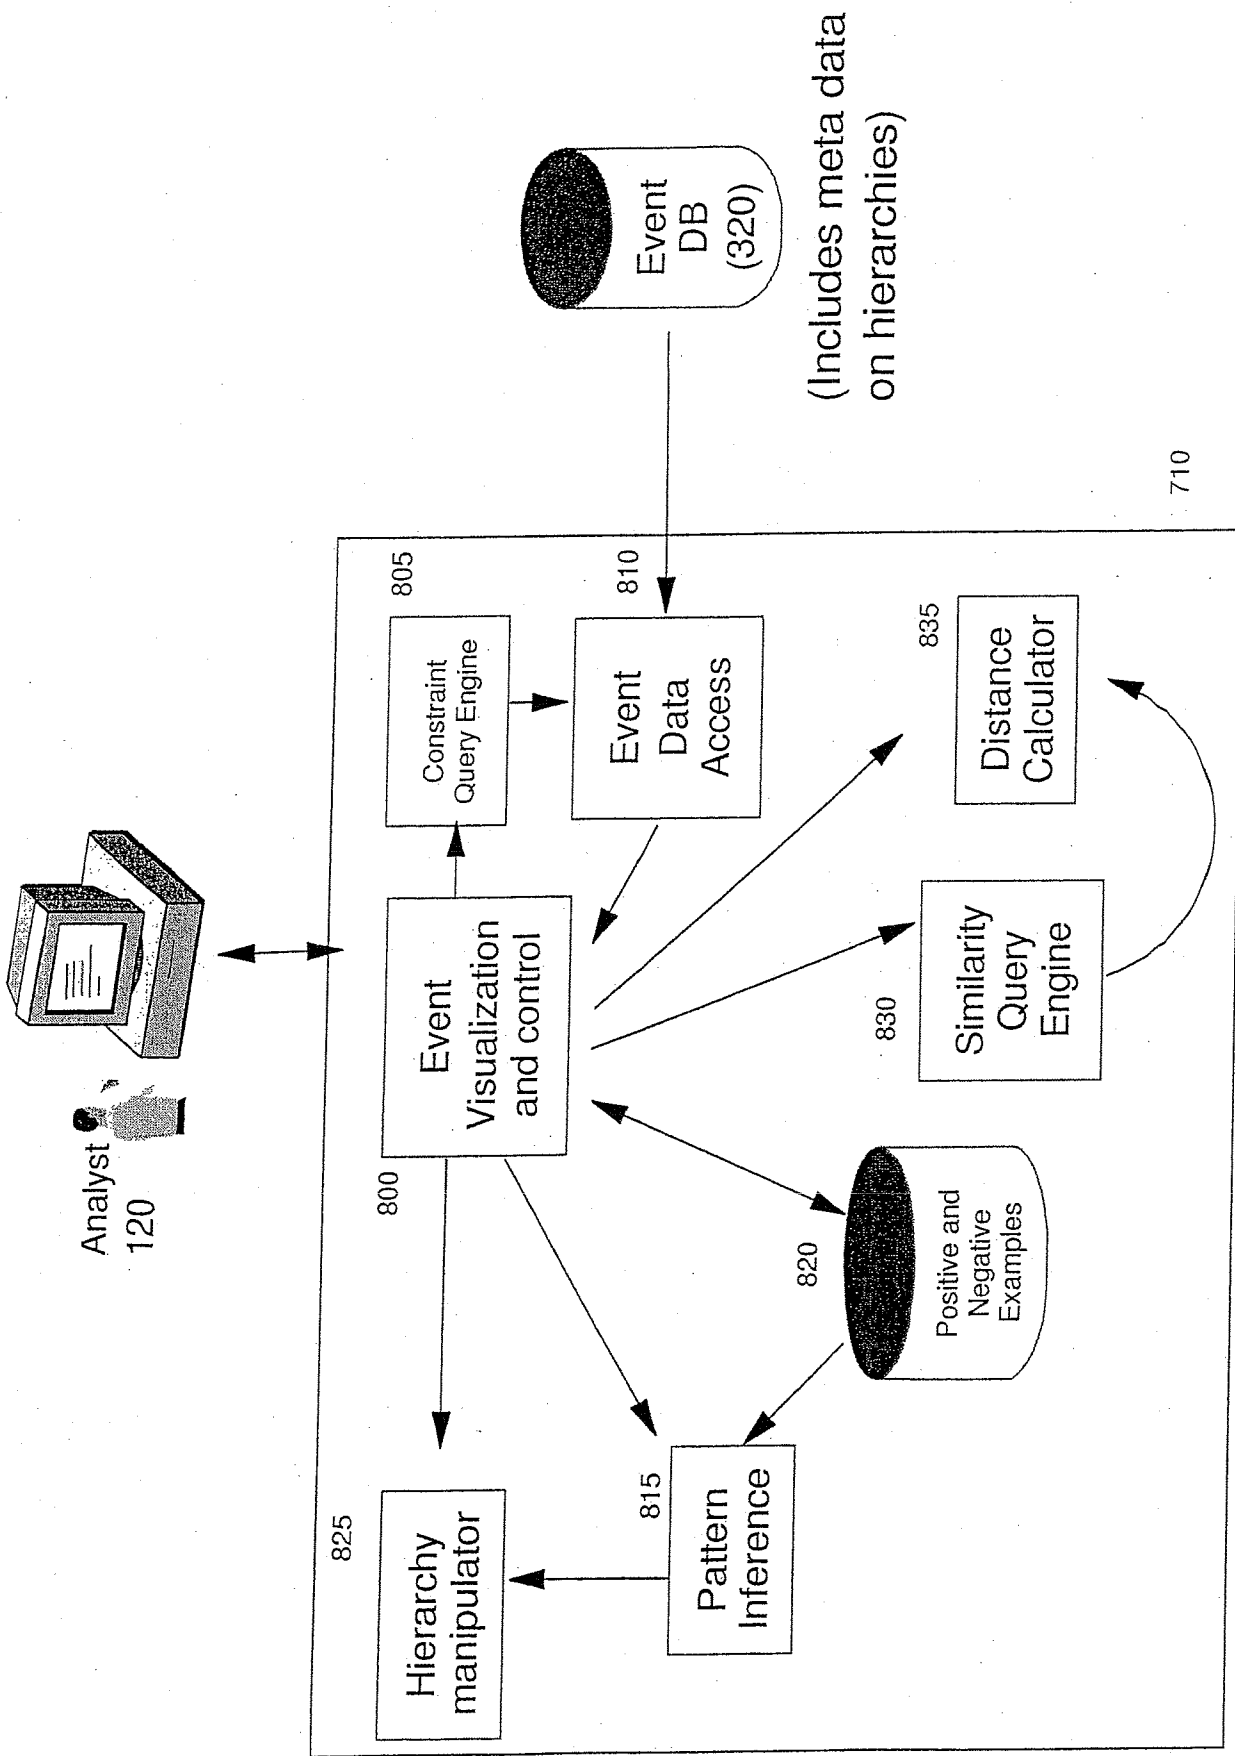 Analyst
120
825
Hierarchy
manipulator
800
Event
Visualization
and control
805
Constraint
Query Engine
810
Event
Data
Access
Event
DB
(320)
(Includes meta data
on hierarchies)
815
Pattern
Inference
820
Positive and
Negative
Examples
830
Similarity
Query
Engine
835
Distance
Calculator
710